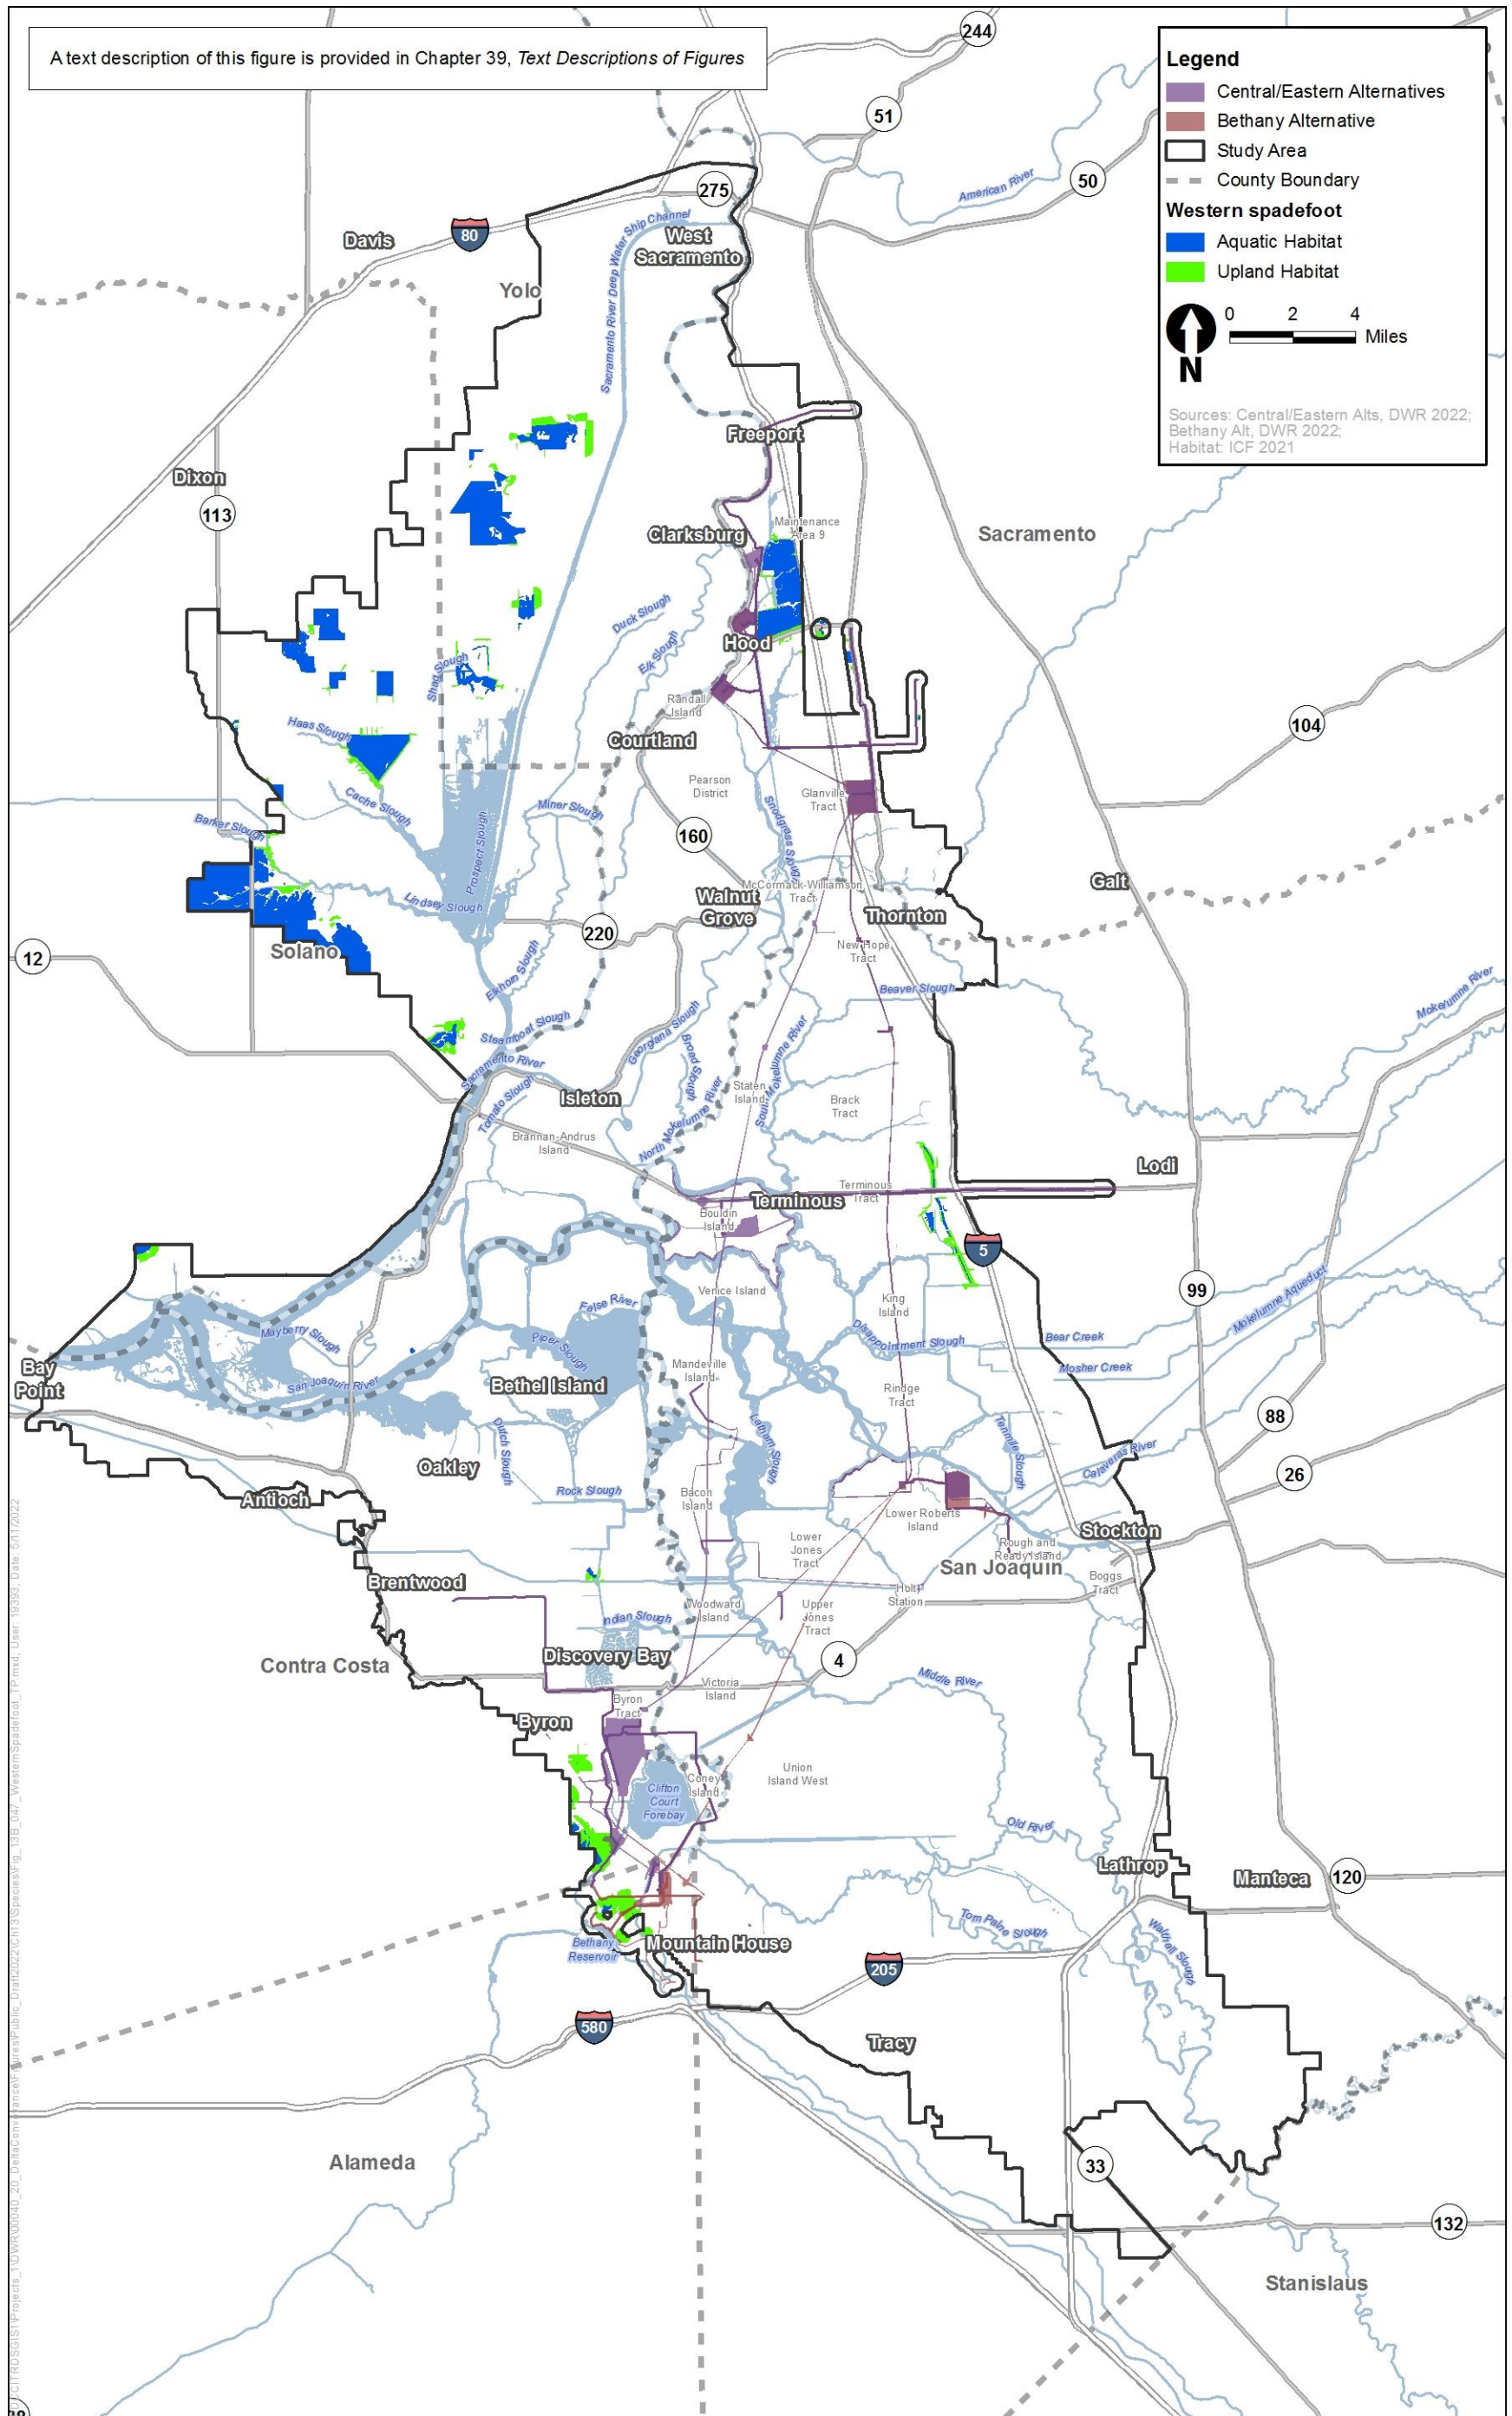 A text description of this figure is provided in Chapter 39, Text Descriptions of Figures
Legend
Central/Eastern Alternatives
Bethany Alternative
Study Area
County Boundary
Western spadefoot
Aquatic Habitat
Upland Habitat
0 2 4
Miles
N
Sources: Central/Eastern Alts, DWR 2022;
Bethany Alt, DWR 2022;
Habitat: ICF 2021
244
51
50
American River
275
80
Davis
West
Sacramento
Sacramento River Deep Water Ship Channel
Yolo
Freeport
Dixon
113
Clarksburg
Maintenance
Area 9
Sacramento
Duck Slough
Elk Slough
Hood
Shag Slough
Randall
Island
Haas Slough
Courtland
104
Pearson
District
Glanville
Tract
Cache Slough
Miner Slough
Snodgrass Slough
Barker Slough
160
Prospect Slough
Galt
McCormack-Williamson
Tract
Walnut
Grove
Lindsey Slough
Thornton
220
Solano
12
New Hope
Tract
Elkhorn Slough
Beaver Slough
Mokelumne River
Steamboat Slough
Georgiana Slough
Broad Slough
South Mokelumne River
Sacramento River
Tomato Slough
Isleton
Staten
Island
Brack
Tract
North Mokelumne River
Brannan-Andrus
Island
Lodi
Terminous
Terminous
Tract
Bouldin
Island
5
99
Venice Island
King
Island
Mokelumne Aqueduct
False River
Mayberry Slough
Piper Slough
Disappointment Slough
Bear Creek
Mosher Creek
Bay
Point
San Joaquin River
Bethel Island
Mandeville
Island
Rindge
Tract
88
Dutch Slough
Latham Slough
Tenmile Slough
Calaveras River
Oakley
26
Antioch
Rock Slough
Bacon
Island
Lower Roberts
Island
Stockton
Lower
Jones
Tract
Rough and
Ready Island
San Joaquin
Brentwood
Boggs
Tract
Holt
Station
Woodward
Island
Upper
Jones
Tract
Indian Slough
Discovery Bay
Contra Costa
4
Middle River
Victoria
Island
Byron
Tract
Byron
Union
Island West
Coney
Island
Clifton
Court
Forebay
Old River
Lathrop
Manteca
120
Tom Paine Slough
Walthall Slough
Bethany
Reservoir
Mountain House
205
580
Tracy
Alameda
33
132
Stanislaus